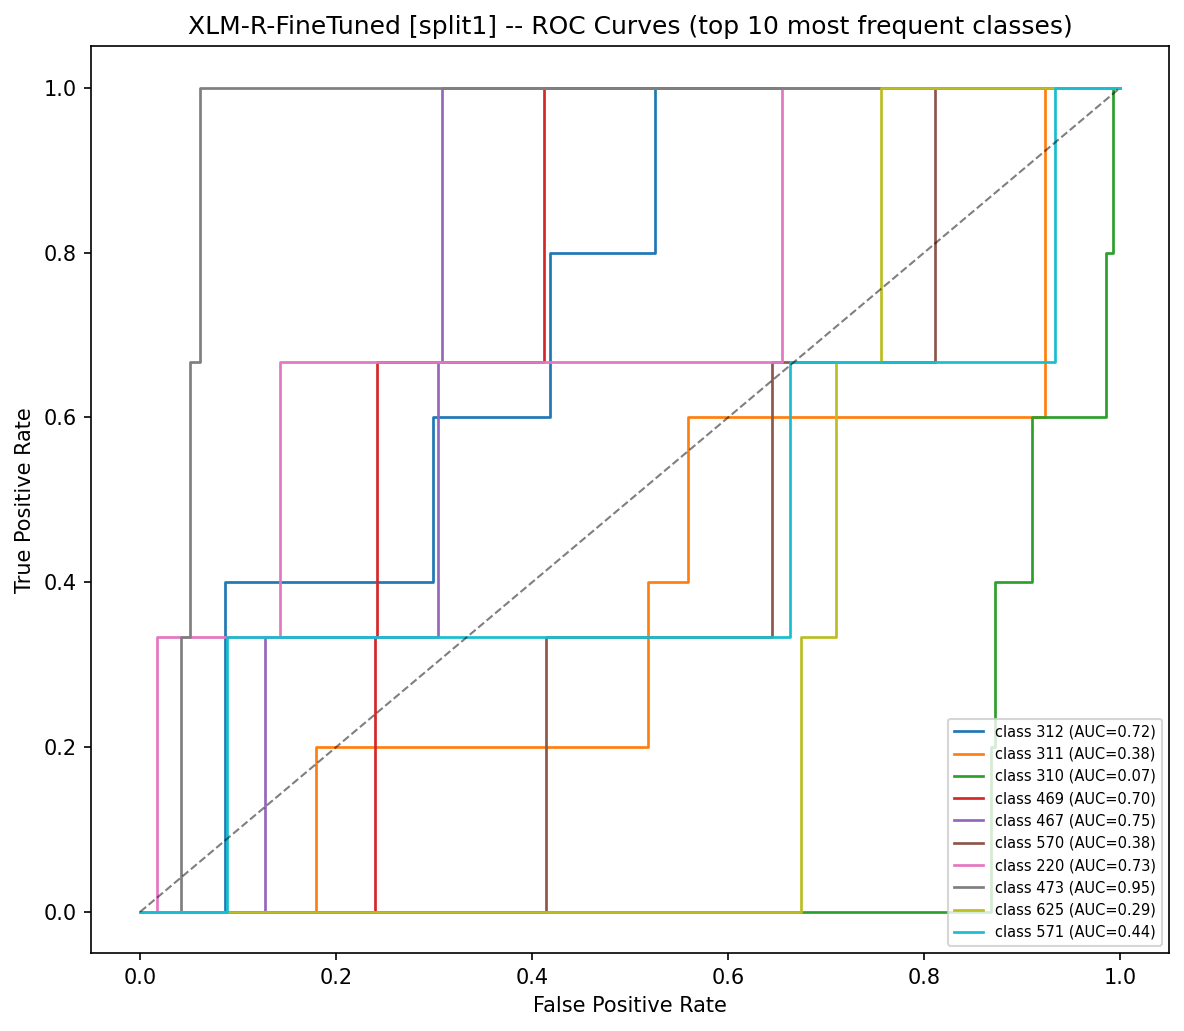 XLM-R-FineTuned [split1] -- ROC Curves (top 10 most frequent classes)
1.0
0.8
0.6
0.4
0.2
0.0
True Positive Rate
0.0 0.2 0.4 0.6 0.8 1.0
False Positive Rate
class 312 (AUC=0.72)
class 311 (AUC=0.38)
class 310 (AUC=0.07)
class 469 (AUC=0.70)
class 467 (AUC=0.75)
class 570 (AUC=0.38)
class 220 (AUC=0.73)
class 473 (AUC=0.95)
class 625 (AUC=0.29)
class 571 (AUC=0.44)